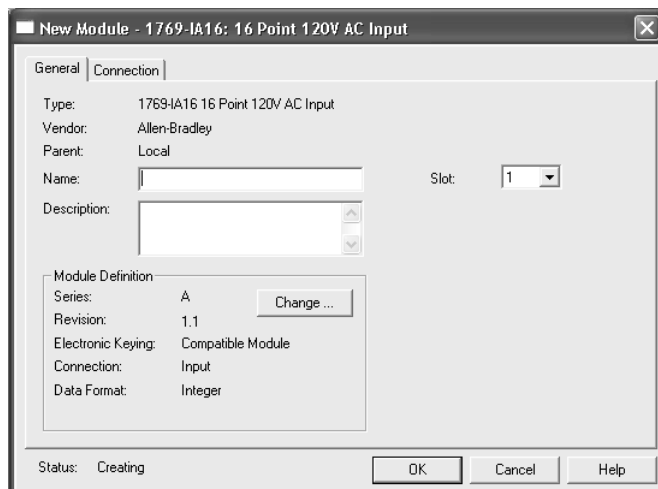 New Module - 1769-IA16: 16 Point 120V AC Input
General Connection
Type: 1769-IA16 16 Point 120V AC Input
Vendor: Allen-Bradley
Parent: Local
Name: Slot: 1
Description:
Module Definition
Series: A Change ...
Revision: 1.1
Electronic Keying: Compatible Module
Connection: Input
Data Format: Integer
Status: Creating OK Cancel Help